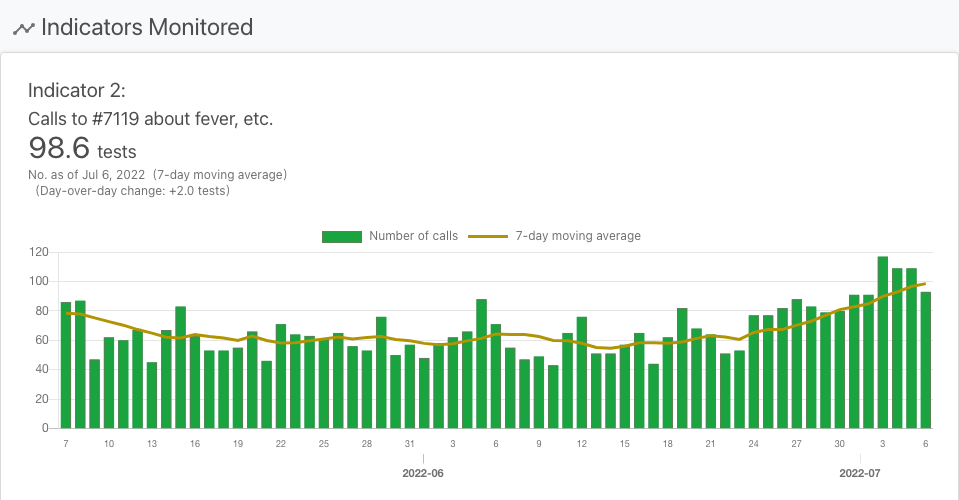 Indicators Monitored
Indicator 2:
Calls to #7119 about fever, etc.
98.6 tests
No. as of Jul 6, 2022 (7-day moving average)
(Day-over-day change: +2.0 tests)
Number of calls 7-day moving average
120
100
80
60
40
20
0
7 10 13 16 19 22 25 28 31 3 6 9 12 15 18 21 24 27 30 3 6
2022-06 2022-07